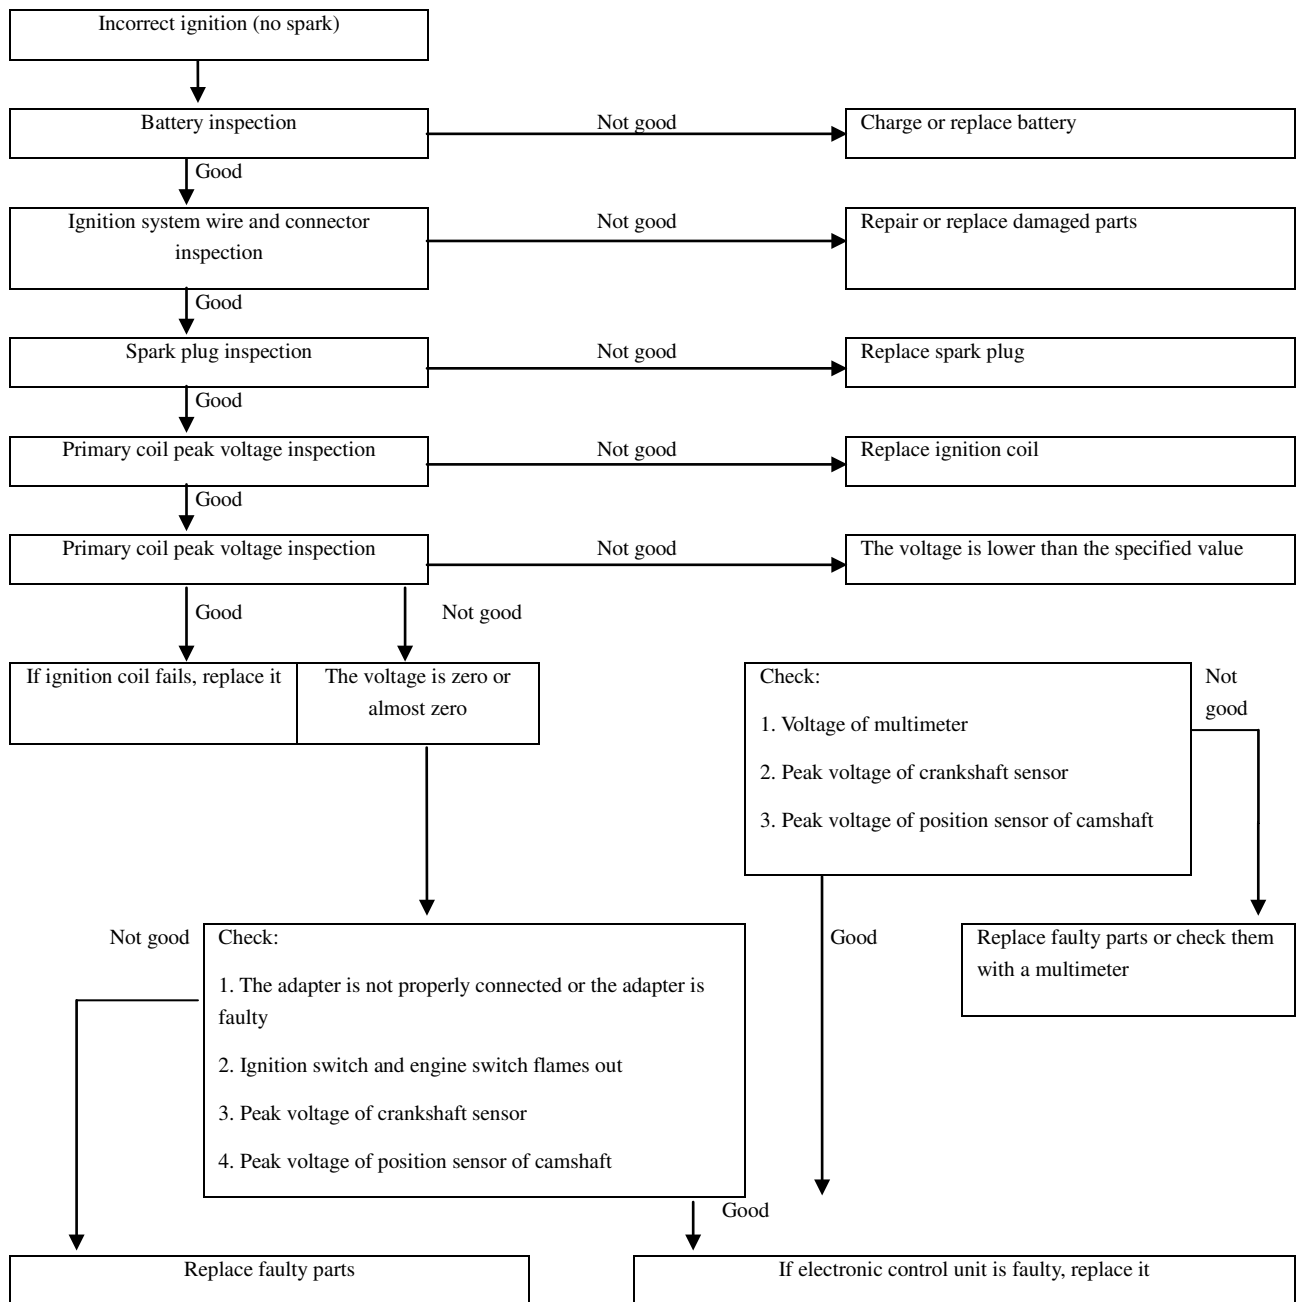 Incorrect ignition (no spark)
Battery inspection
Not good
Charge or replace battery
Good
Ignition system wire and connector
inspection
Not good
Repair or replace damaged parts
Good
Spark plug inspection
Not good
Replace spark plug
Good
Primary coil peak voltage inspection
Not good
Replace ignition coil
Good
Primary coil peak voltage inspection
Not good
The voltage is lower than the specified value
Good
Not good
If ignition coil fails, replace it
The voltage is zero or
almost zero
Check:
1. Voltage of multimeter
2. Peak voltage of crankshaft sensor
3. Peak voltage of position sensor of camshaft
Not
good
Not good
Check:
1. The adapter is not properly connected or the adapter is
faulty
2. Ignition switch and engine switch flames out
3. Peak voltage of crankshaft sensor
4. Peak voltage of position sensor of camshaft
Good
Replace faulty parts or check them
with a multimeter
Good
Replace faulty parts
If electronic control unit is faulty, replace it